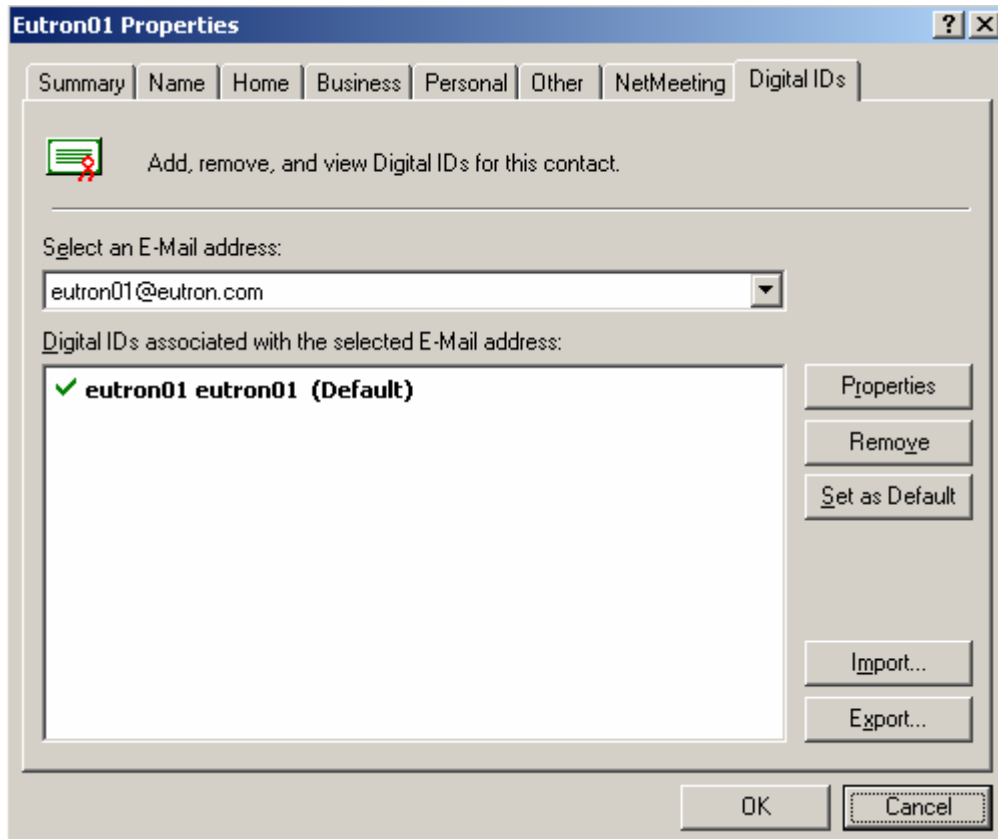 Eutron01 Properties
Summary Name Home Business Personal Other NetMeeting Digital IDs
Add, remove, and view Digital IDs for this contact.
Select an E-Mail address:
eutron01@eutron.com
Digital IDs associated with the selected E-Mail address:
eutron01 eutron01 (Default)
Properties
Remove
Set as Default
Import...
Export...
OK Cancel